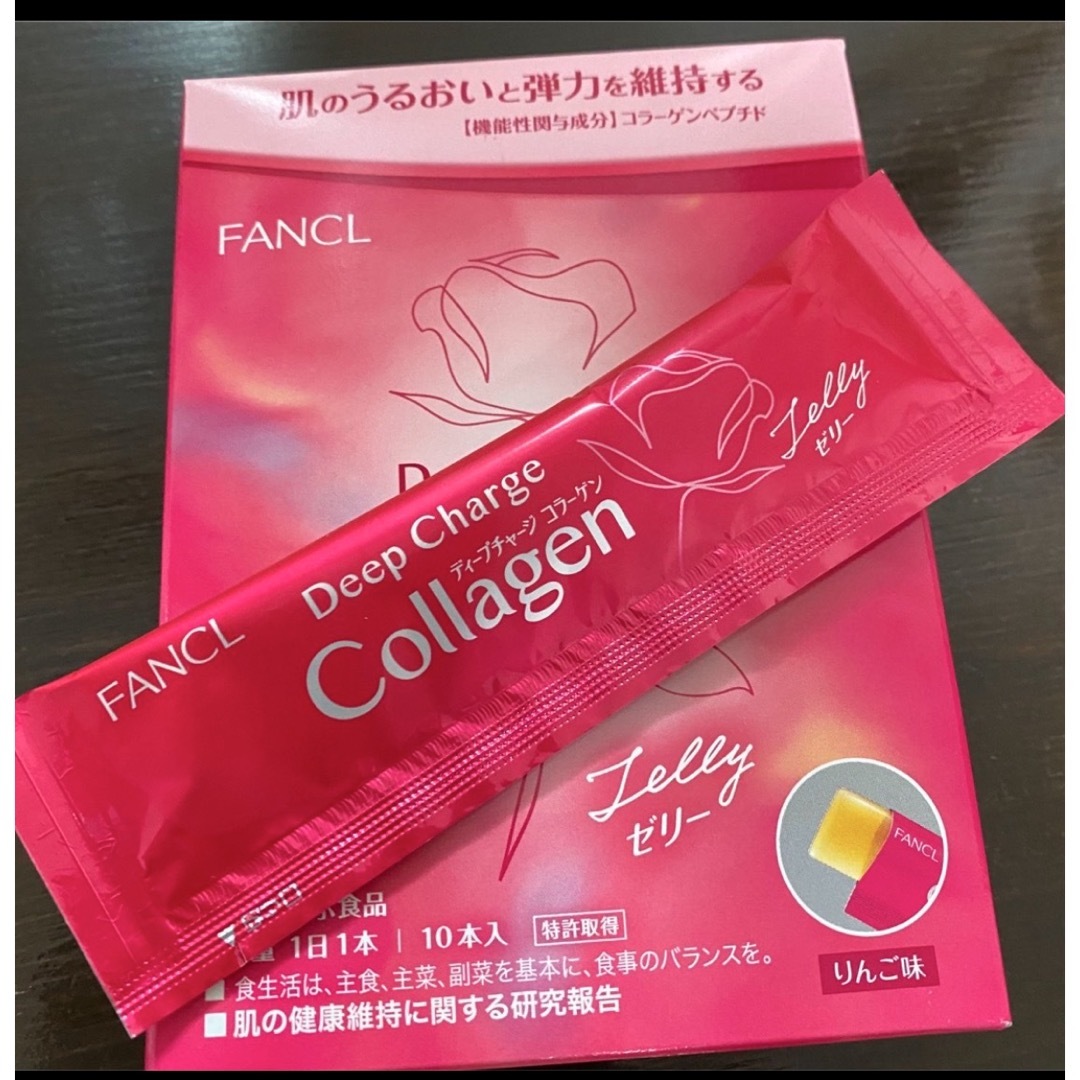 肌のうるおいと弾力を維持する
【機能性関与成分】コラーゲンペプチド
FANCL
FANCL
Deep Charge
ディープチャージ コラーゲン
Collagen
Jelly
ゼリー
Jelly
ゼリー
FANCL
食品
1日1本 | 10本入 特許取得
りんご味
■ 食生活は、主食、主菜、副菜を基本に、食事のバランスを。
■ 肌の健康維持に関する研究報告